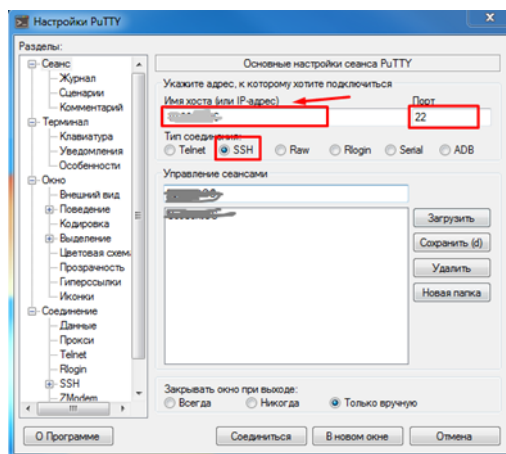 Настройки PuTTY
x
Разделы:
Сеанс
Журнал
Сценарии
Комментарий
Терминал
Клавиатура
Уведомления
Особенности
Окно
Внешний вид
Поведение
Кодировка
Выделение
Цветовая схем
Прозрачность
Гиперссылки
Иконки
Соединение
Данные
Прокси
Telnet
Rlogin
SSH
ZModem
Основные настройки сеанса PuTTY
Укажите адрес, к которому хотите подключиться
Имя хоста (или IP-адрес) Порт
22
Тип соединения:
Telnet SSH Raw Rlogin Serial ADB
Управление сеансами
Загрузить
Сохранить (d)
Удалить
Новая папка
Закрывать окно при выходе:
Всегда Никогда Только вручную
О Программе Соединиться В новом окне Отмена